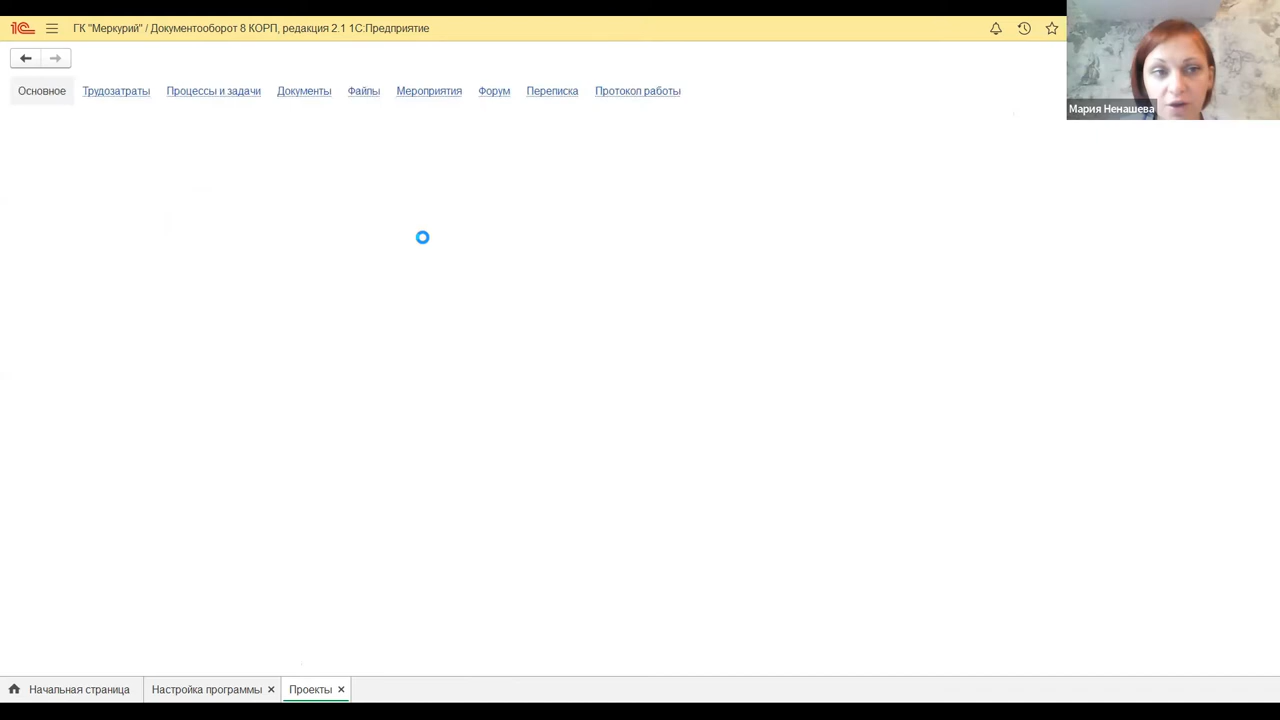 1С ГК "Меркурий" / Документооборот 8 КОРП, редакция 2.1 1С:Предприятие
Основное Трудозатраты Процессы и задачи Документы Файлы Мероприятия Форум Переписка Протокол работы
Мария Ненашева
Начальная страница Настройка программы Проекты